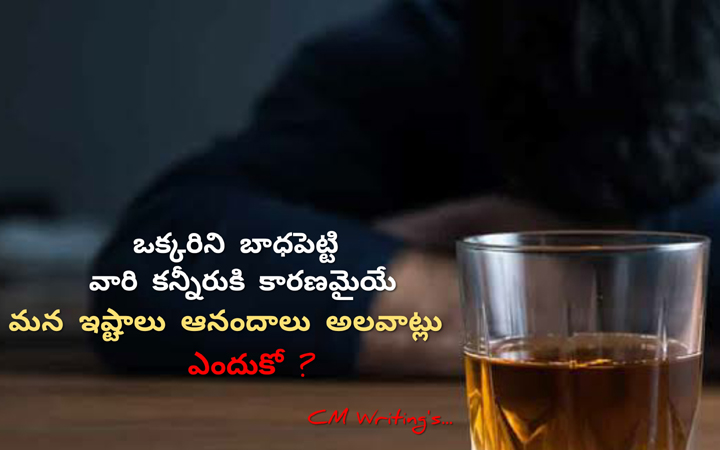 ఒక్కరిని బాధపెట్టి
వారి కన్నీరుకి కారణమైయే
మన ఇష్టాలు ఆనందాలు అలవాట్లు
ఎందుకో ?
CM Writing's...